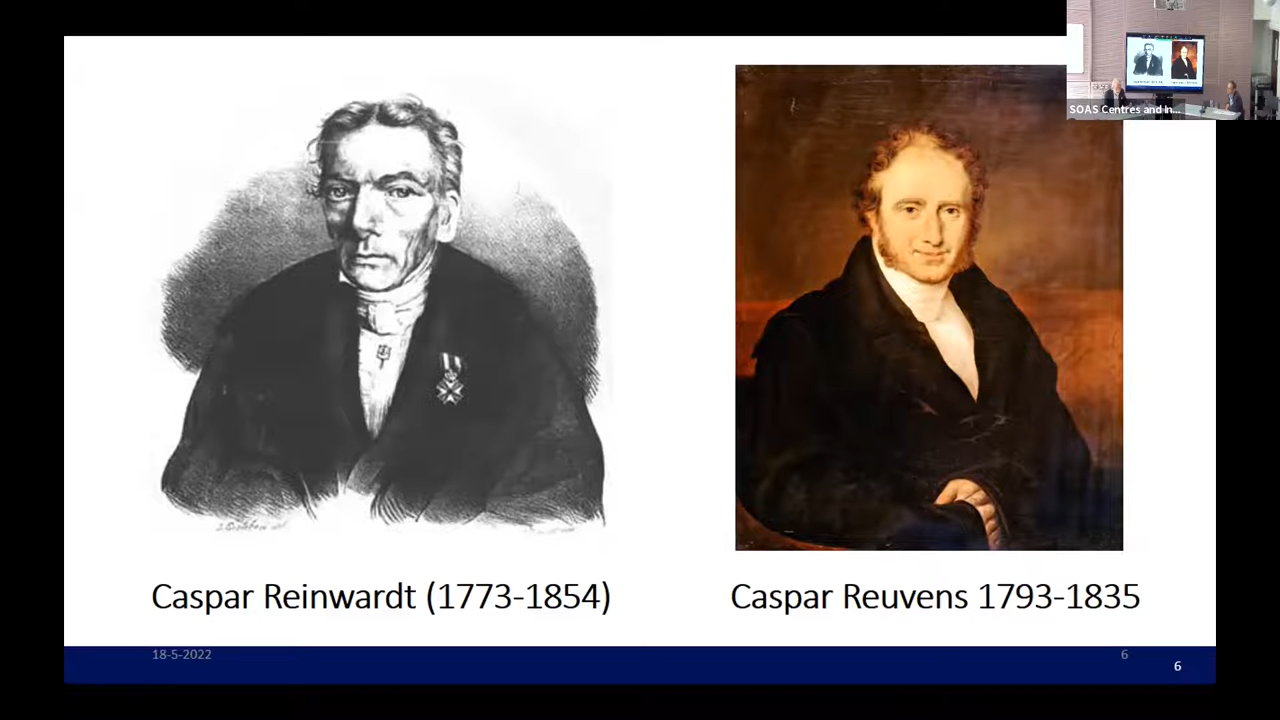 SOAS Centres and In...
Caspar Reinwardt (1773-1854)
Caspar Reuvens 1793-1835
18-5-2022
6
6